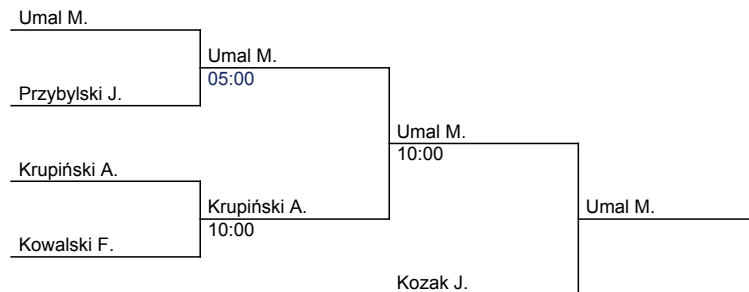 Umal M.
Umal M.
05:00
Przybylski J.
Umal M.
10:00
Krupiński A.
Krupiński A.
10:00
Umal M.
Kowalski F.
Kozak J.